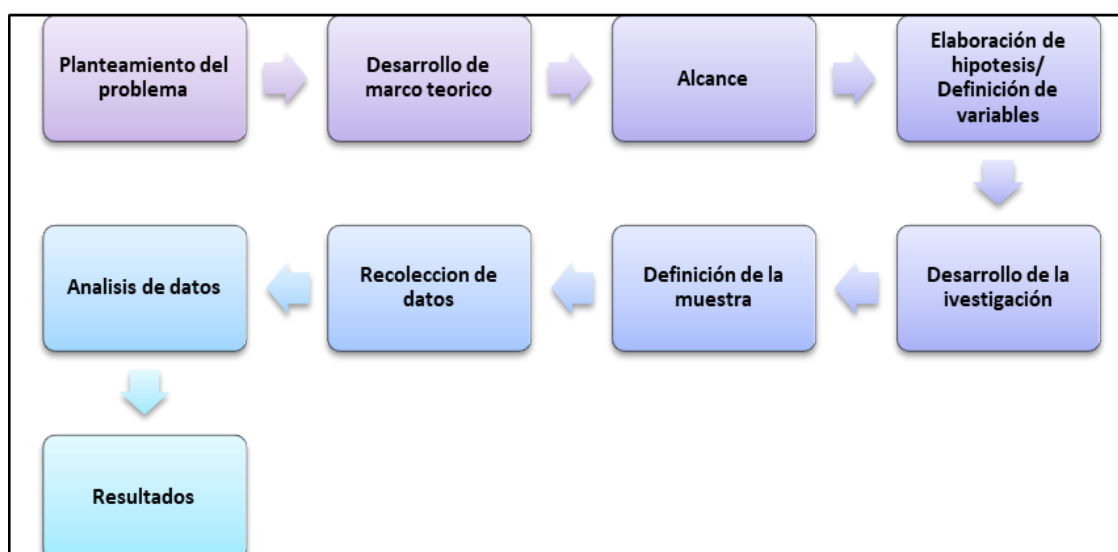 Planteamiento del
problema
Desarrollo de
marco teorico
Alcance
Elaboración de
hipotesis/
Definición de
variables
Desarrollo de la
ivestigación
Definición de la
muestra
Recoleccion de
datos
Analisis de datos
Resultados